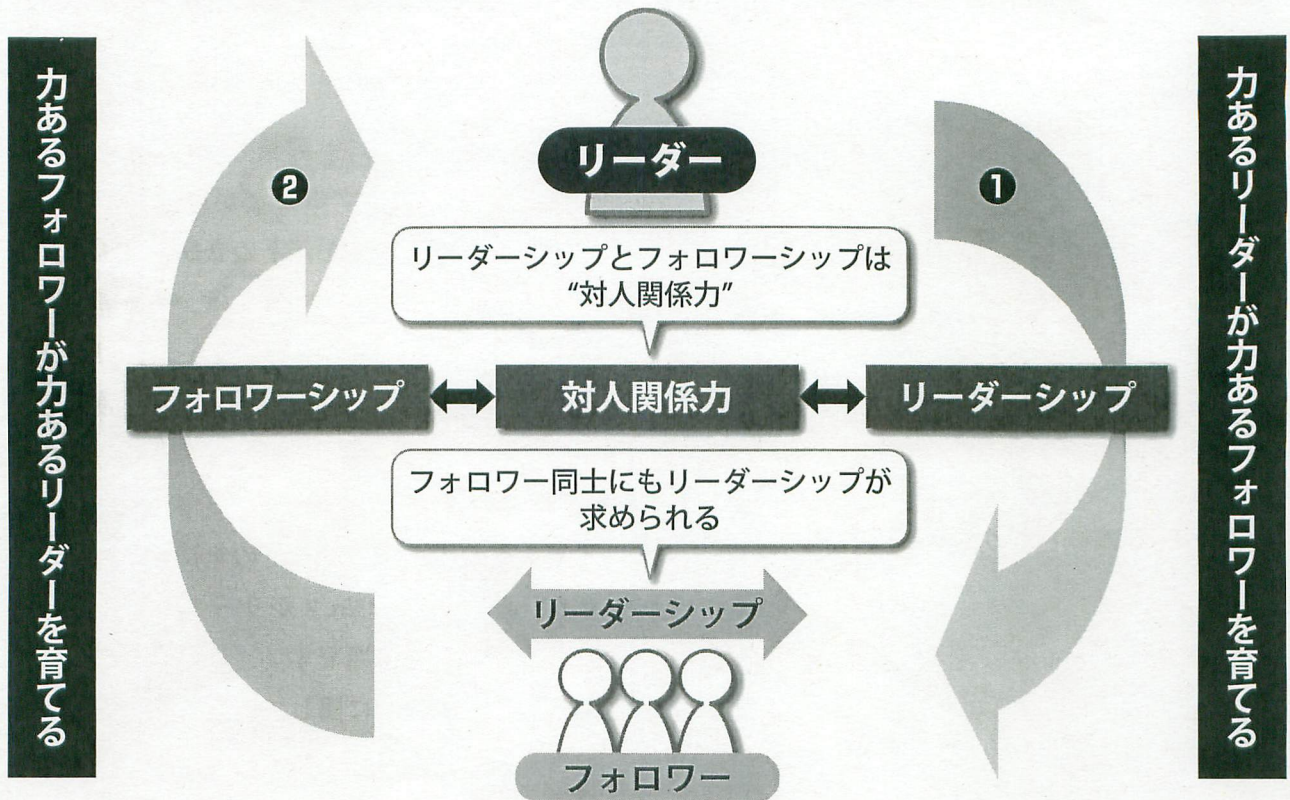 力あるフォロワーが力あるリーダーを育てる
力あるリーダーが力あるフォロワーを育てる
リーダー
❷
❶
リーダーシップとフォロワーシップは
“対人関係力”
フォロワーシップ
対人関係力
リーダーシップ
フォロワー同士にもリーダーシップが
求められる
リーダーシップ
フォロワー